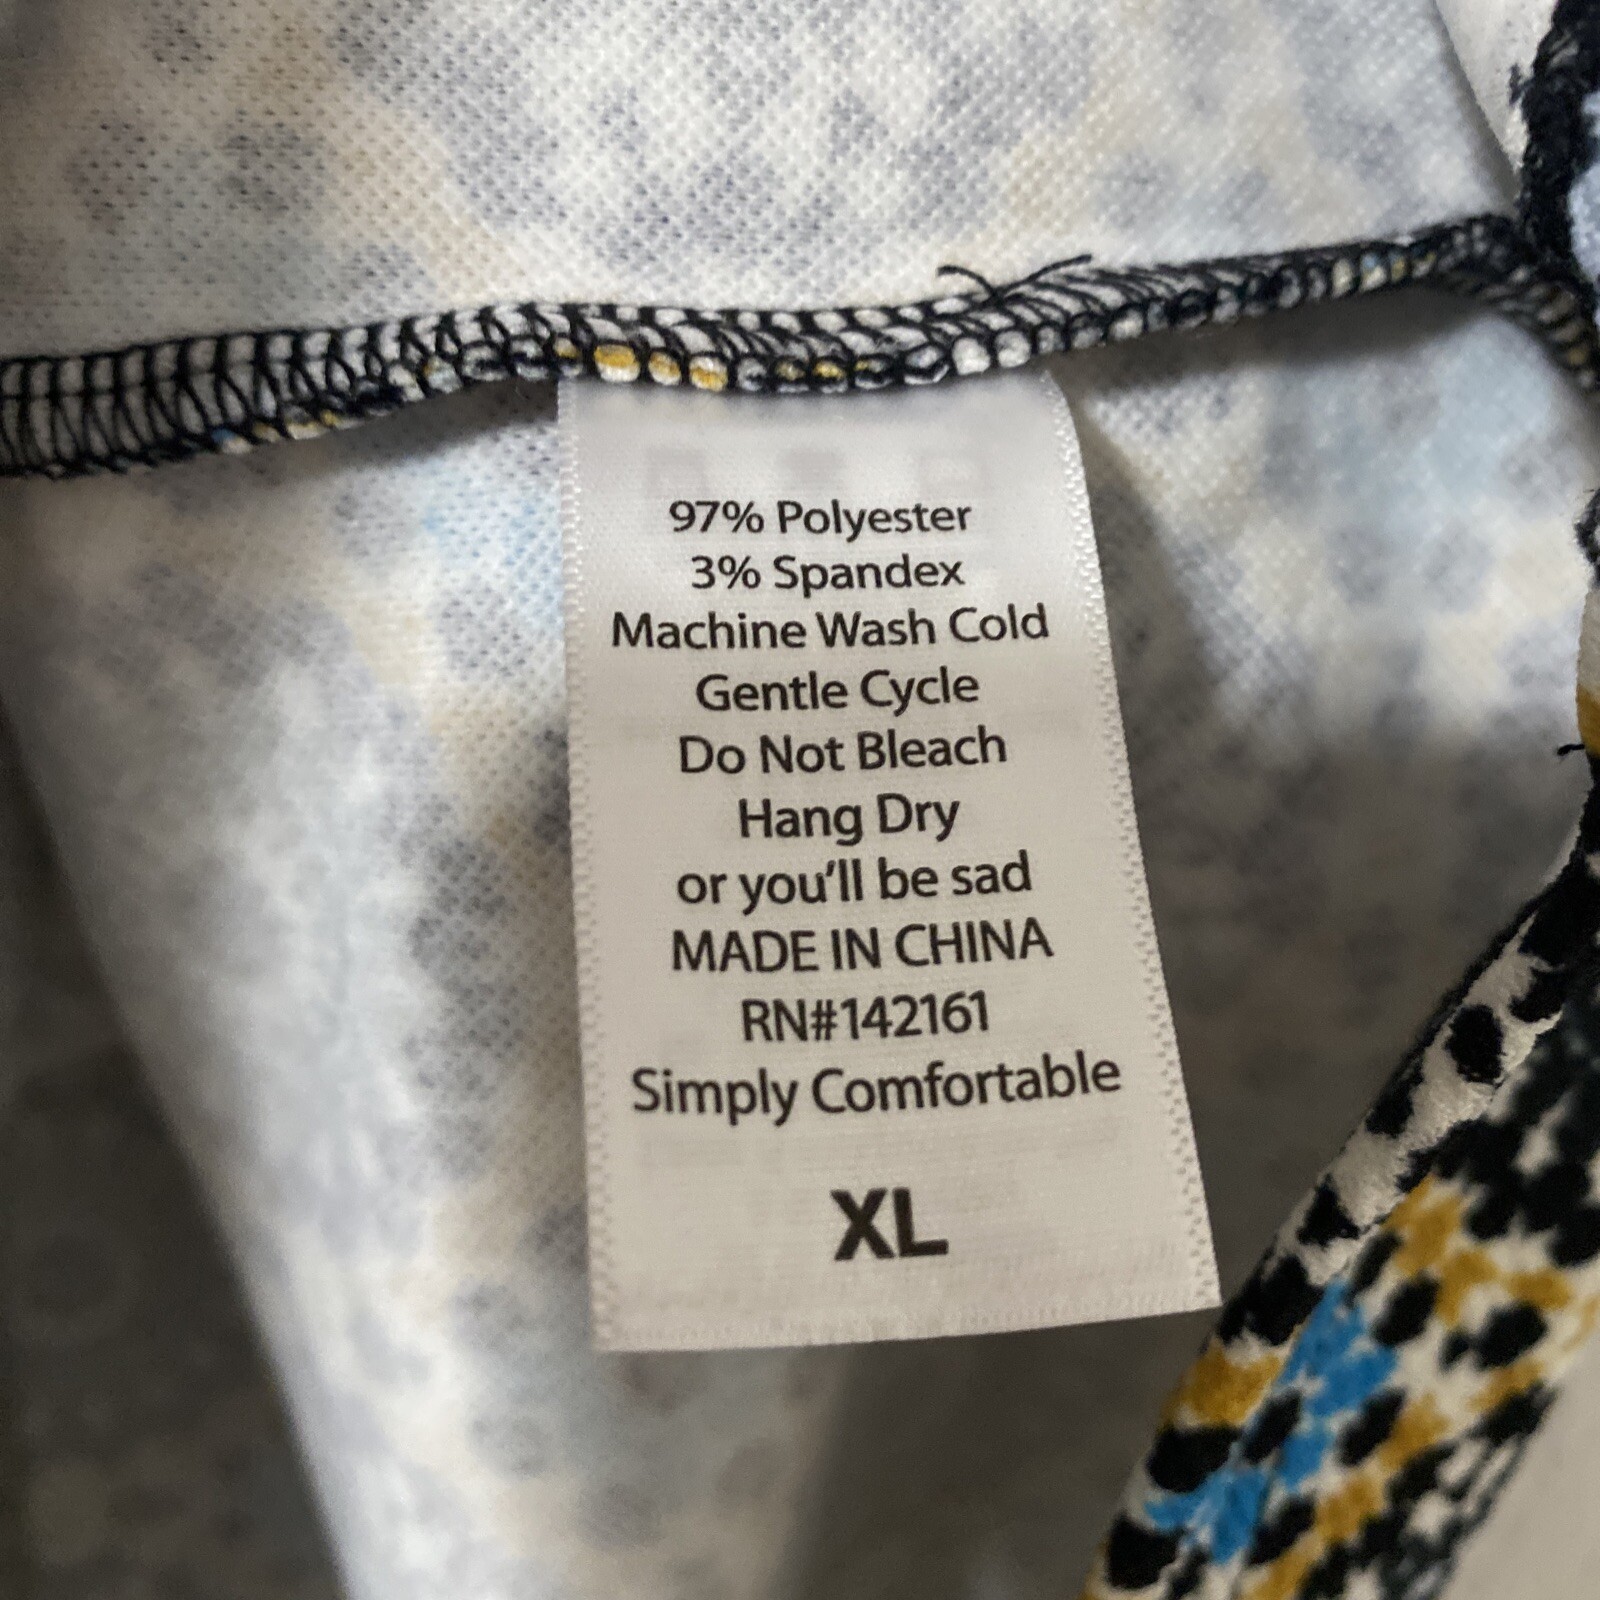 97% Polyester
3% Spandex
Machine Wash Cold
Gentle Cycle
Do Not Bleach
Hang Dry
or you'll be sad
MADE IN CHINA
RN#142161
Simply Comfortable
XL